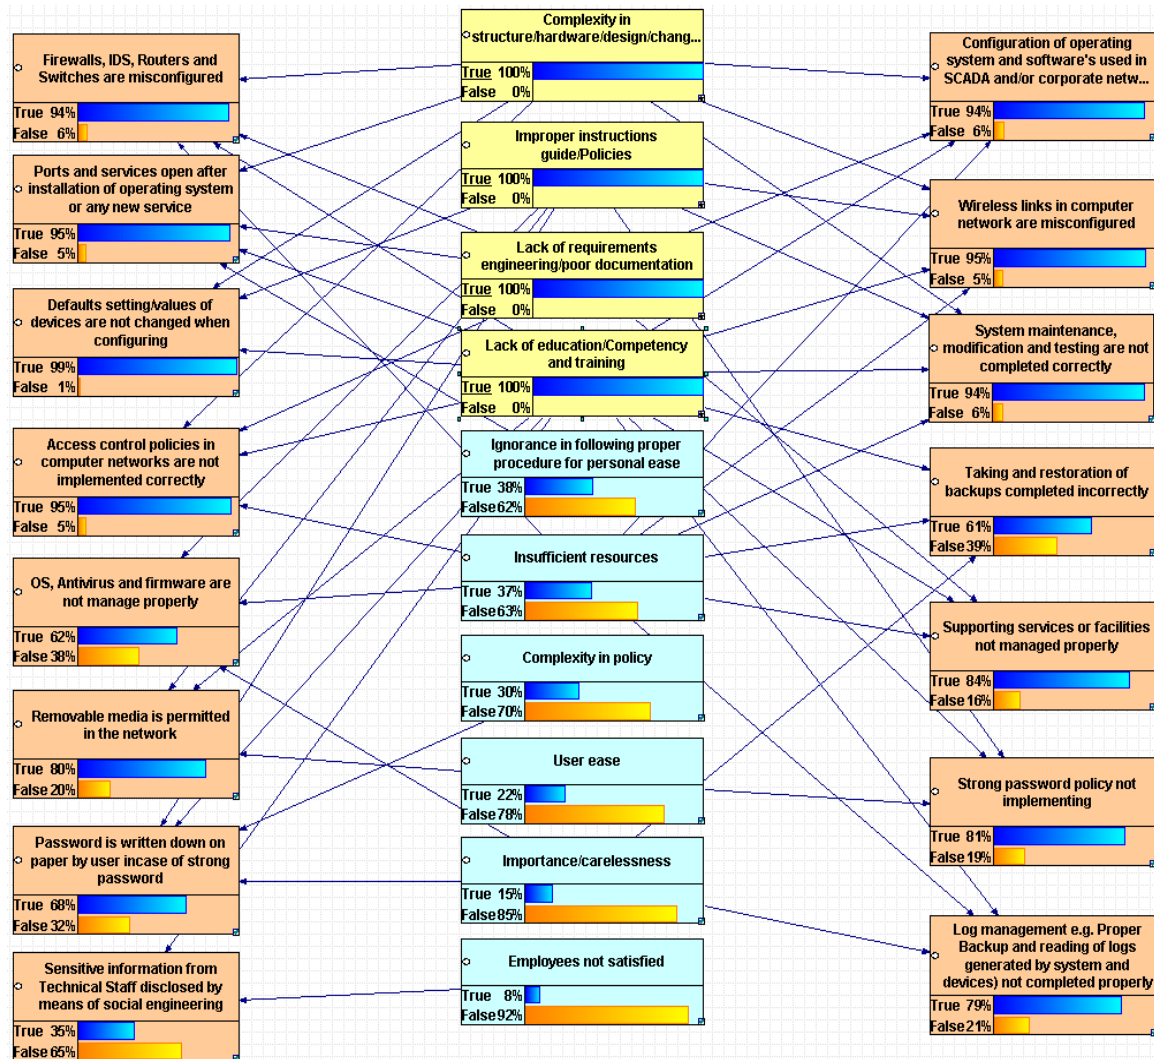 Firewalls, IDS, Routers and
Switches are misconfigured
True 94%
False 6%
Ports and services open after
installation of operating system
or any new service
True 95%
False 5%
Defaults setting/values of
devices are not changed when
configuring
True 99%
False 1%
Access control policies in
computer networks are not
implemented correctly
True 95%
False 5%
OS, Antivirus and firmware are
not manage properly
True 62%
False 38%
Removable media is permitted
in the network
True 80%
False 20%
Password is written down on
paper by user incase of strong
password
True 68%
False 32%
Sensitive information from
Technical Staff disclosed by
means of social engineering
True 35%
False 65%
Complexity in
structure/hardware/design/chang...
True 100%
False 0%
Improper instructions
guide/Policies
True 100%
False 0%
Lack of requirements
engineering/poor documentation
True 100%
False 0%
Lack of education/Competency
and training
True 100%
False 0%
Ignorance in following proper
procedure for personal ease
True 38%
False 62%
Insufficient resources
True 37%
False 63%
Complexity in policy
True 30%
False 70%
User ease
True 22%
False 78%
Importance/carelessness
True 15%
False 85%
Employees not satisfied
True 8%
False 92%
Configuration of operating
system and software's used in
SCADA and/or corporate netw...
True 94%
False 6%
Wireless links in computer
network are misconfigured
True 95%
False 5%
System maintenance,
modification and testing are not
completed correctly
True 94%
False 6%
Taking and restoration of
backups completed incorrectly
True 61%
False 39%
Supporting services or facilities
not managed properly
True 84%
False 16%
Strong password policy not
implementing
True 81%
False 19%
Log management e.g. Proper
Backup and reading of logs
generated by system and
devices) not completed properly
True 79%
False 21%